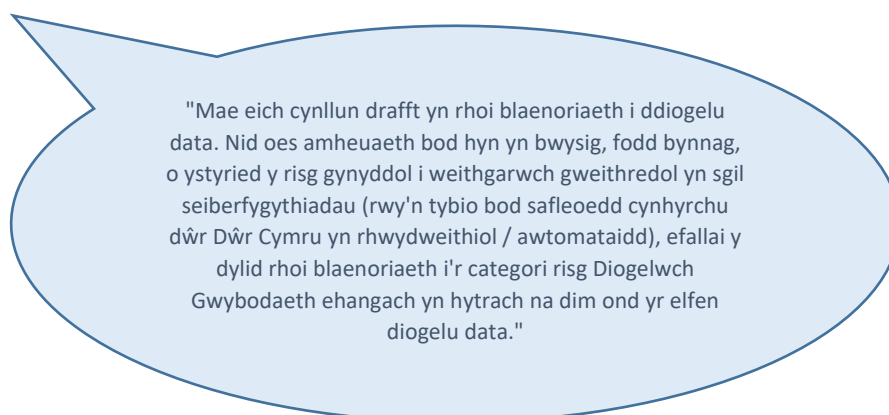 "Mae eich cynllun drafft yn rhoi blaenoriaeth i ddiogelu
data. Nid oes amheuaeth bod hyn yn bwysig, fodd bynnag,
o ystyried y risg gynyddol i weithgarwch gweithredol yn sgil
seiberfygythiadau (rwy'n tybio bod safleoedd cynhyrchu
dŵr Dŵr Cymru yn rhwydweithiol / awtomataidd), efallai y
dylid rhoi blaenoriaeth i'r categori risg Diogelwch
Gwybodaeth ehangach yn hytrach na dim ond yr elfen
diogelu data."